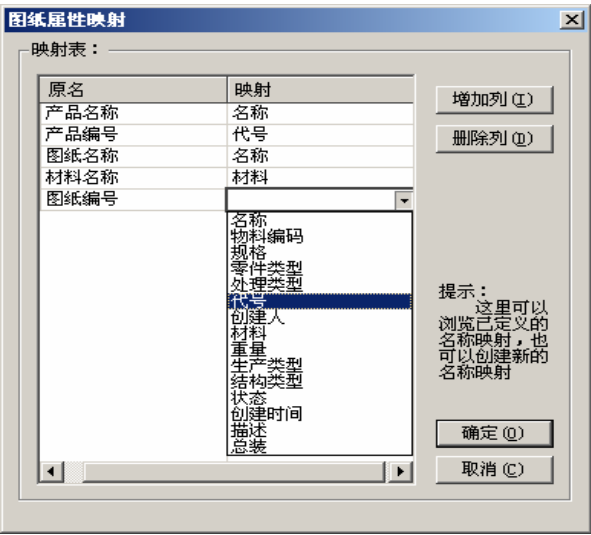 图纸属性映射
映射表：
原名 映射
产品名称 名称
产品编号 代号
图纸名称 名称
材料名称 材料
图纸编号
名称
物料编码
规格
零件类型
处理类型
代号
创建人
材料
重量
生产类型
结构类型
状态
创建时间
描述
总装
增加列(I)
删除列(D)
提示：
这里可以
浏览已定义的
名称映射，也
可以创建新的
名称映射
确定(O)
取消(C)